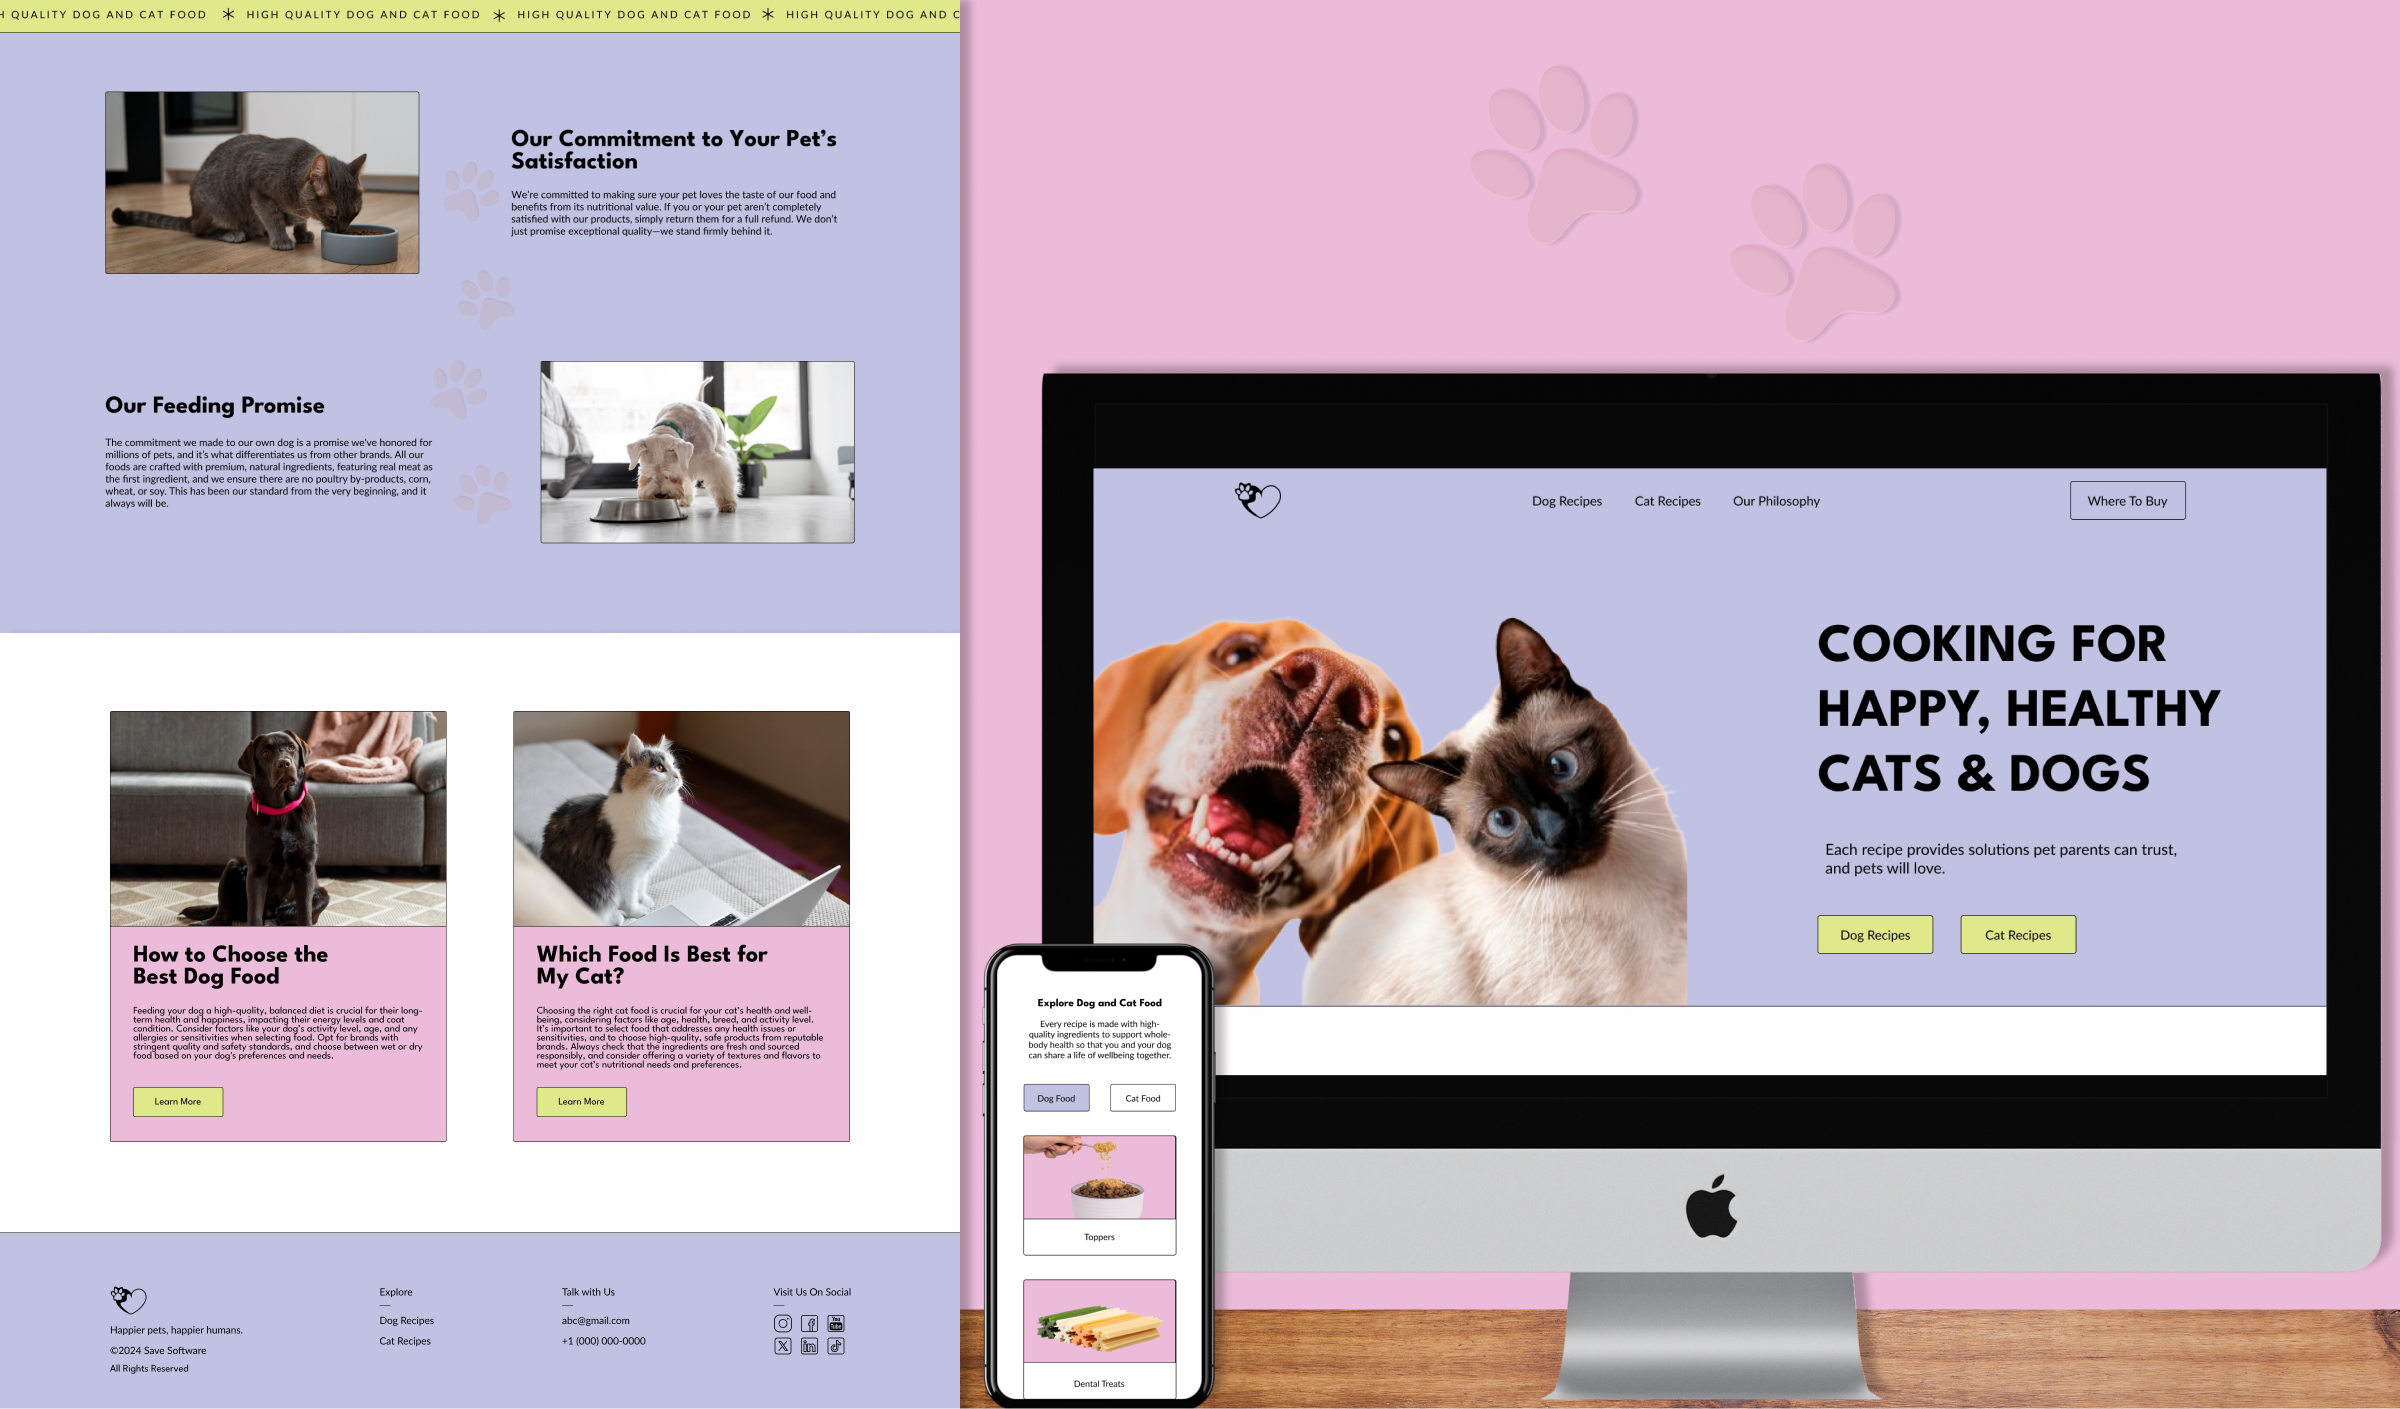 QUALITY DOG AND CAT FOOD * HIGH QUALITY DOG AND CAT FOOD * HIGH QUALITY DOG AND CAT FOOD * HIGH QUALITY DOG AND
Our Commitment to Your Pet’s
Satisfaction
We’re committed to making sure your pet loves the taste of our food and
benefits from its nutritional value. If you or your pet aren’t completely
satisfied with our products, simply return them for a full refund. We don’t
just promise exceptional quality—we stand firmly behind it.
Our Feeding Promise
The commitment we made to our own dog is a promise we’ve honored for
millions of pets, and it’s what differentiates us from other brands. All our
foods are crafted with premium, natural ingredients, featuring real meat as
the first ingredient, and we ensure there are no poultry by-products, corn,
wheat, or soy. This has been our standard from the very beginning, and it
always will be.
How to Choose the
Best Dog Food
Feeding your dog a high-quality, balanced diet is crucial for their long-
term health and happiness, impacting their energy levels and coat
condition. Consider factors like your dog’s activity level, age, and any
allergies or sensitivities when selecting food. Opt for brands with
stringent quality and safety standards, and choose between wet or dry
food based on your dog’s preferences and needs.
Learn More
Which Food Is Best for
My Cat?
Choosing the right cat food is crucial for your cat’s health and well-
being, considering factors like age, health, breed, and activity level.
It’s important to select food that addresses any health issues or
sensitivities, and to choose high-quality, safe products from reputable
brands. Always check that the ingredients are fresh and sourced
responsibly, and consider offering a variety of textures and flavors to
meet your cat’s nutritional needs and preferences.
Learn More
Happier pets, happier humans.
©2024 Save Software
All Rights Reserved
Explore
Dog Recipes
Cat Recipes
Talk with Us
abc@gmail.com
+1 (000) 000-0000
Visit Us On Social
You
Tube
in
Dog Recipes
Cat Recipes
Our Philosophy
Where To Buy
COOKING FOR
HAPPY, HEALTHY
CATS & DOGS
Each recipe provides solutions pet parents can trust,
and pets will love.
Dog Recipes
Cat Recipes
Explore Dog and Cat Food
Every recipe is made with high-
quality ingredients to support whole-
body health so that you and your dog
can share a life of wellbeing together.
Dog Food
Cat Food
Toppers
Dental Treats